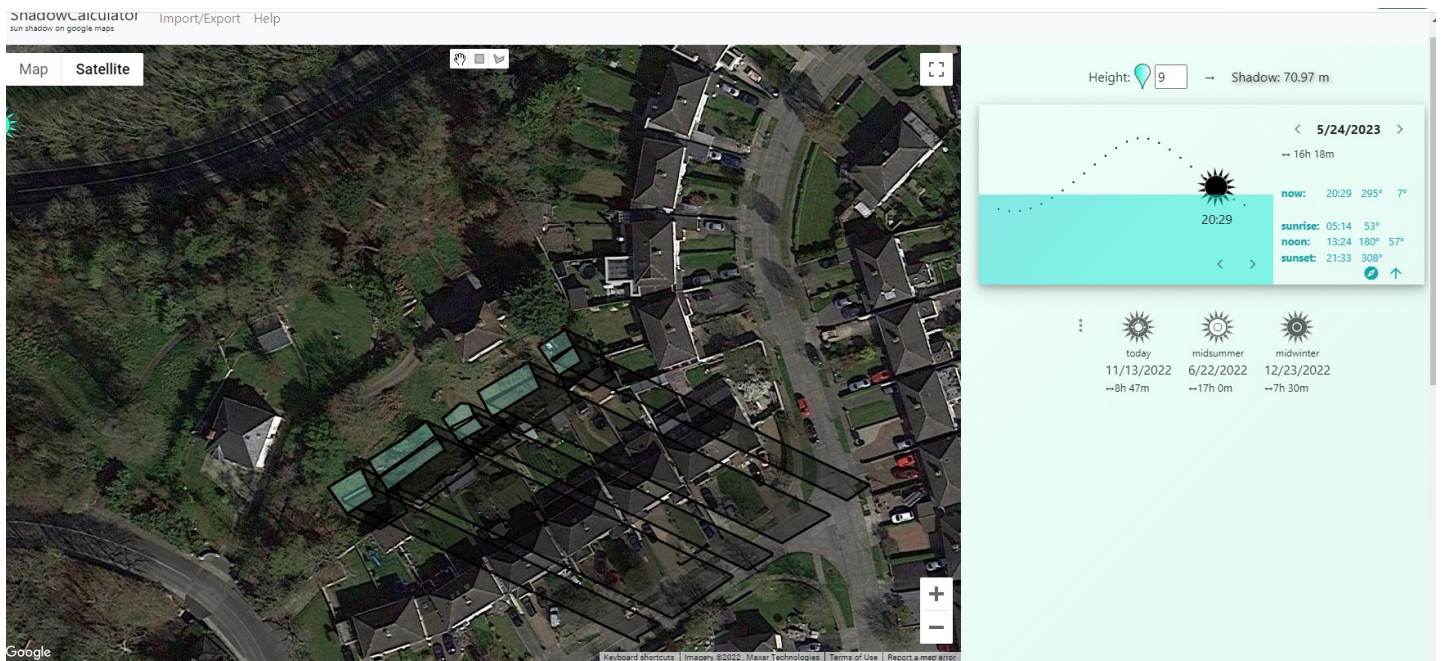 ShadowCalculator Import/Export Help
sun shadow on google maps
Map Satellite
Height: 9 → Shadow: 70.97 m
< 5/24/2023 >
↔ 16h 18m
now: 20:29 295° 7°
20:29
sunrise: 05:14 53°
noon: 13:24 180° 57°
sunset: 21:33 308°
< >
today midsummer midwinter
11/13/2022 6/22/2022 12/23/2022
↔8h 47m ↔17h 0m ↔7h 30m
+
−
Google
Keyboard shortcuts Imagery ©2022 , Maxar Technologies Terms of Use Report a map error